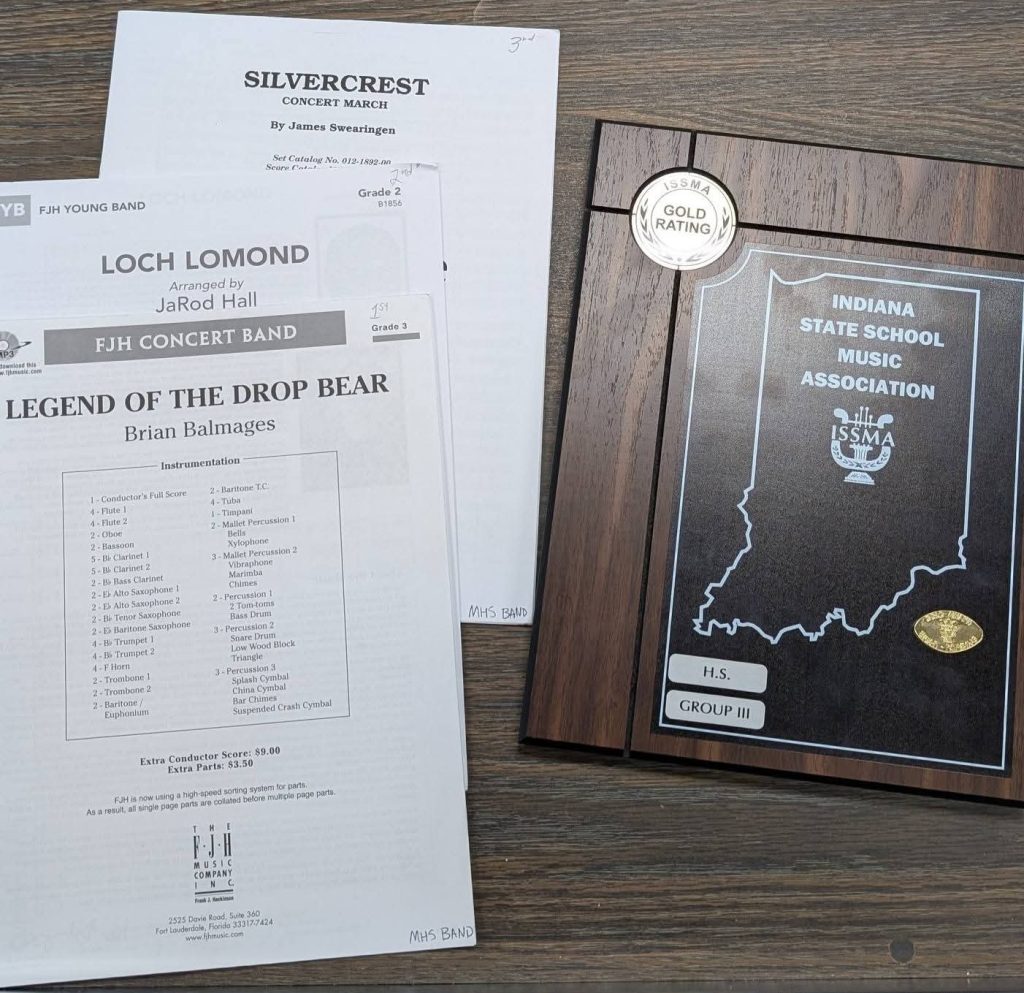 3rd
SILVERCREST
CONCERT MARCH
By James Swearingen
Set Catalog No. 012-1892-00
2nd
YB FJH YOUNG BAND
Grade 2
B1856
LOCH LOMOND
Arranged by
JaRod Hall
1st
MP3
download this
FJH CONCERT BAND
Grade 3
LEGEND OF THE DROP BEAR
Brian Balmages
Instrumentation
1 - Conductor's Full Score
4 - Flute 1
4 - Flute 2
2 - Oboe
2 - Bassoon
5 - B♭ Clarinet 1
5 - B♭ Clarinet 2
2 - B♭ Bass Clarinet
2 - E♭ Alto Saxophone 1
2 - E♭ Alto Saxophone 2
2 - B♭ Tenor Saxophone
2 - E♭ Baritone Saxophone
4 - B♭ Trumpet 1
4 - B♭ Trumpet 2
4 - F Horn
2 - Trombone 1
2 - Trombone 2
2 - Baritone /
Euphonium
2 - Baritone T.C.
4 - Tuba
1 - Timpani
2 - Mallet Percussion 1
Bells
Xylophone
3 - Mallet Percussion 2
Vibraphone
Marimba
Chimes
2 - Percussion 1
2 Tom-toms
Bass Drum
3 - Percussion 2
Snare Drum
Low Wood Block
Triangle
3 - Percussion 3
Splash Cymbal
China Cymbal
Bar Chimes
Suspended Crash Cymbal
Extra Conductor Score: $9.00
Extra Parts: $3.50
FJH is now using a high-speed sorting system for parts.
As a result, all single page parts are collated before multiple page parts.
THE
F·J·H
MUSIC
COMPANY
INC.
Frank J. Hackinson
2525 Davie Road, Suite 360
Fort Lauderdale, Florida 33317-7424
www.fjhmusic.com
MHS BAND
MHS BAND
ISSMA
GOLD
RATING
INDIANA
STATE SCHOOL
MUSIC
ASSOCIATION
ISSMA
H.S.
GROUP III